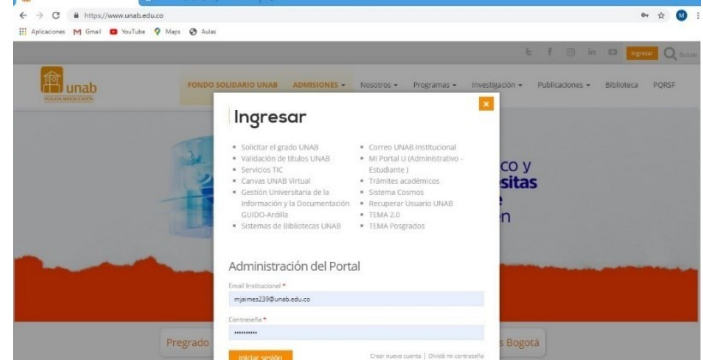 https://www.unab.edu.co
Aplicaciones Gmail YouTube Maps Aulas
Ingresar Buscar
unab
FONDO SOLIDARIO UNAB ADMISIONES Nosotros Programas Investigación Publicaciones Biblioteca PQRSF
Ingresar
Solicitar el grado UNAB
Validación de títulos UNAB
Servicios TIC
Canvas UNAB Virtual
Gestión Universitaria de la
Información y la Documentación
GUIDO-Ardilla
Sistemas de Bibliotecas UNAB
Correo UNAB Institucional
Mi Portal U (Administrativo -
Estudiante )
Trámites académicos
Sistema Cosmos
Recuperar Usuario UNAB
TEMA 2.0
TEMA Posgrados
co y
sitas
n
Administración del Portal
Email Institucional *
mjaimes239@unab.edu.co
Contraseña *
••••••••••
Iniciar sesión
Crear nueva cuenta | Olvidé mi contraseña
Pregrado
s Bogotá